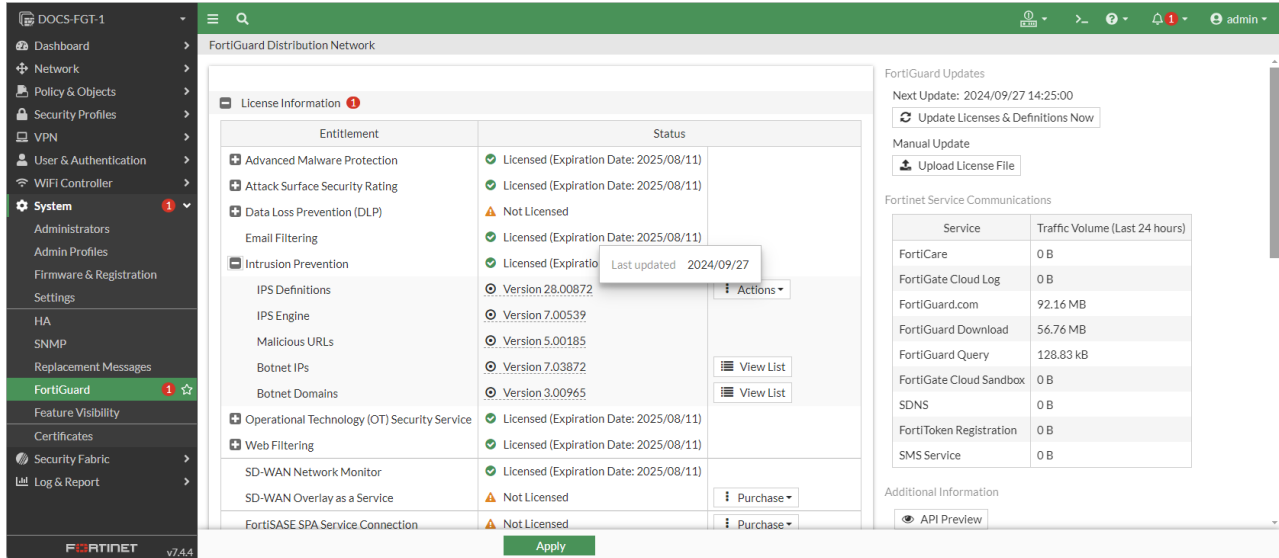 DOCS-FGT-1
1
admin
Dashboard
Network
Policy & Objects
Security Profiles
VPN
User & Authentication
WiFi Controller
System 1
Administrators
Admin Profiles
Firmware & Registration
Settings
HA
SNMP
Replacement Messages
FortiGuard 1
Feature Visibility
Certificates
Security Fabric
Log & Report
FORTINET v7.4.4
FortiGuard Distribution Network
License Information 1
Entitlement Status
Advanced Malware Protection Licensed (Expiration Date: 2025/08/11)
Attack Surface Security Rating Licensed (Expiration Date: 2025/08/11)
Data Loss Prevention (DLP) Not Licensed
Email Filtering Licensed (Expiration Date: 2025/08/11)
Intrusion Prevention Licensed (Expiratio
Last updated 2024/09/27
IPS Definitions Version 28.00872 Actions
IPS Engine Version 7.00539
Malicious URLs Version 5.00185
Botnet IPs Version 7.03872 View List
Botnet Domains Version 3.00965 View List
Operational Technology (OT) Security Service Licensed (Expiration Date: 2025/08/11)
Web Filtering Licensed (Expiration Date: 2025/08/11)
SD-WAN Network Monitor Licensed (Expiration Date: 2025/08/11)
SD-WAN Overlay as a Service Not Licensed Purchase
FortiSASE SPA Service Connection Not Licensed Purchase
Apply
FortiGuard Updates
Next Update: 2024/09/27 14:25:00
Update Licenses & Definitions Now
Manual Update
Upload License File
Fortinet Service Communications
Service Traffic Volume (Last 24 hours)
FortiCare 0 B
FortiGate Cloud Log 0 B
FortiGuard.com 92.16 MB
FortiGuard Download 56.76 MB
FortiGuard Query 128.83 kB
FortiGate Cloud Sandbox 0 B
SDNS 0 B
FortiToken Registration 0 B
SMS Service 0 B
Additional Information
API Preview